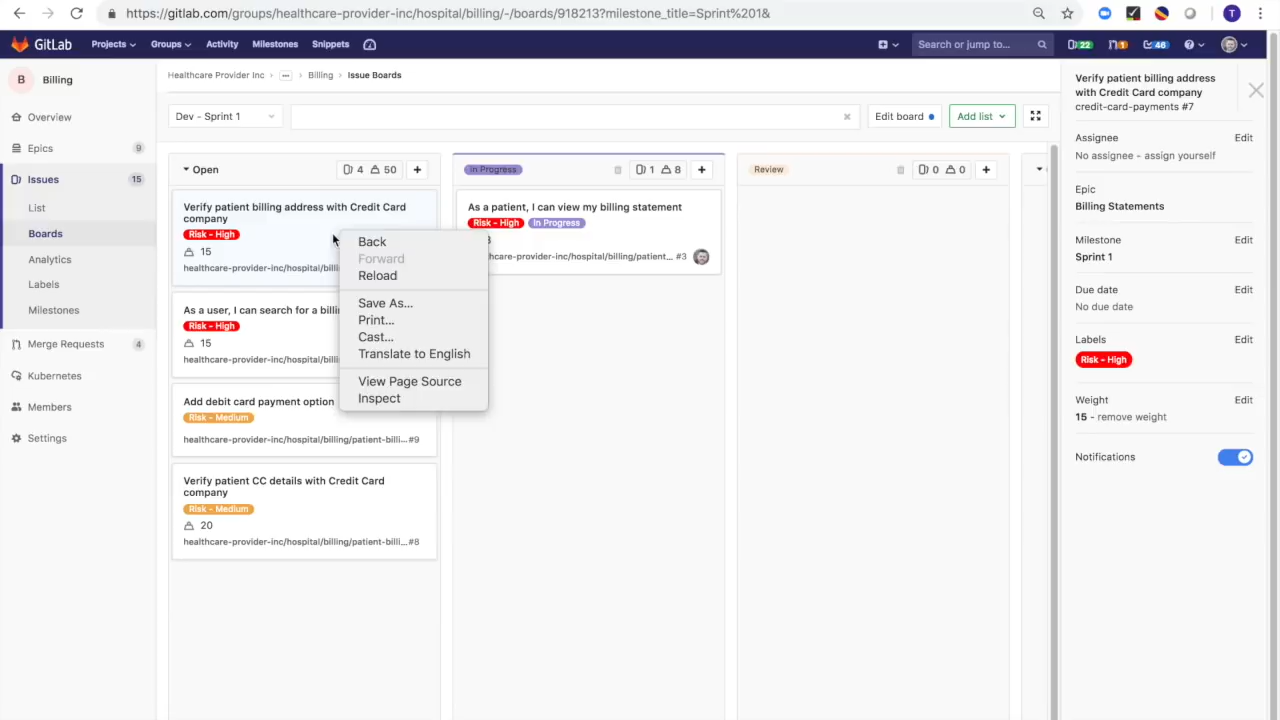 https://gitlab.com/groups/healthcare-provider-inc/hospital/billing/-/boards/918213?milestone_title=Sprint%201&
T
GitLab
Projects
Groups
Activity
Milestones
Snippets
Search or jump to...
22
1
46
B
Billing
Overview
Epics
9
Issues
15
List
Boards
Analytics
Labels
Milestones
Merge Requests
4
Kubernetes
Members
Settings
Healthcare Provider Inc › ... › Billing › Issue Boards
Dev - Sprint 1
Edit board
Add list
Open
4
50
Verify patient billing address with Credit Card
company
Risk - High
15
healthcare-provider-inc/hospital/billi
As a user, I can search for a billi
Risk - High
15
healthcare-provider-inc/hospital/billi
Add debit card payment option
Risk - Medium
healthcare-provider-inc/hospital/billing/patient-billi... #9
Verify patient CC details with Credit Card
company
Risk - Medium
20
healthcare-provider-inc/hospital/billing/patient-billi... #8
Back
Forward
Reload
Save As...
Print...
Cast...
Translate to English
View Page Source
Inspect
In Progress
1
8
As a patient, I can view my billing statement
Risk - High
In Progress
hcare-provider-inc/hospital/billing/patient... #3
Review
0
0
Verify patient billing address
with Credit Card company
credit-card-payments #7
Assignee
Edit
No assignee - assign yourself
Epic
Billing Statements
Milestone
Edit
Sprint 1
Due date
Edit
No due date
Labels
Edit
Risk - High
Weight
Edit
15 - remove weight
Notifications